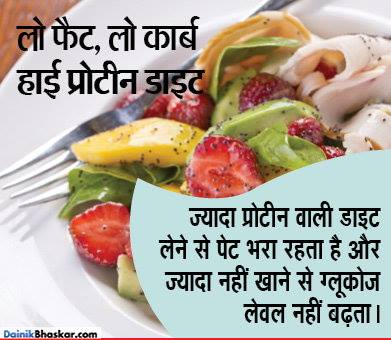 लो फैट, लो कार्ब
हाई प्रोटीन डाइट
ज्यादा प्रोटीन वाली डाइट
लेने से पेट भरा रहता है और
ज्यादा नहीं खाने से ग्लूकोज
लेवल नहीं बढ़ता।
DainikBhaskar.com